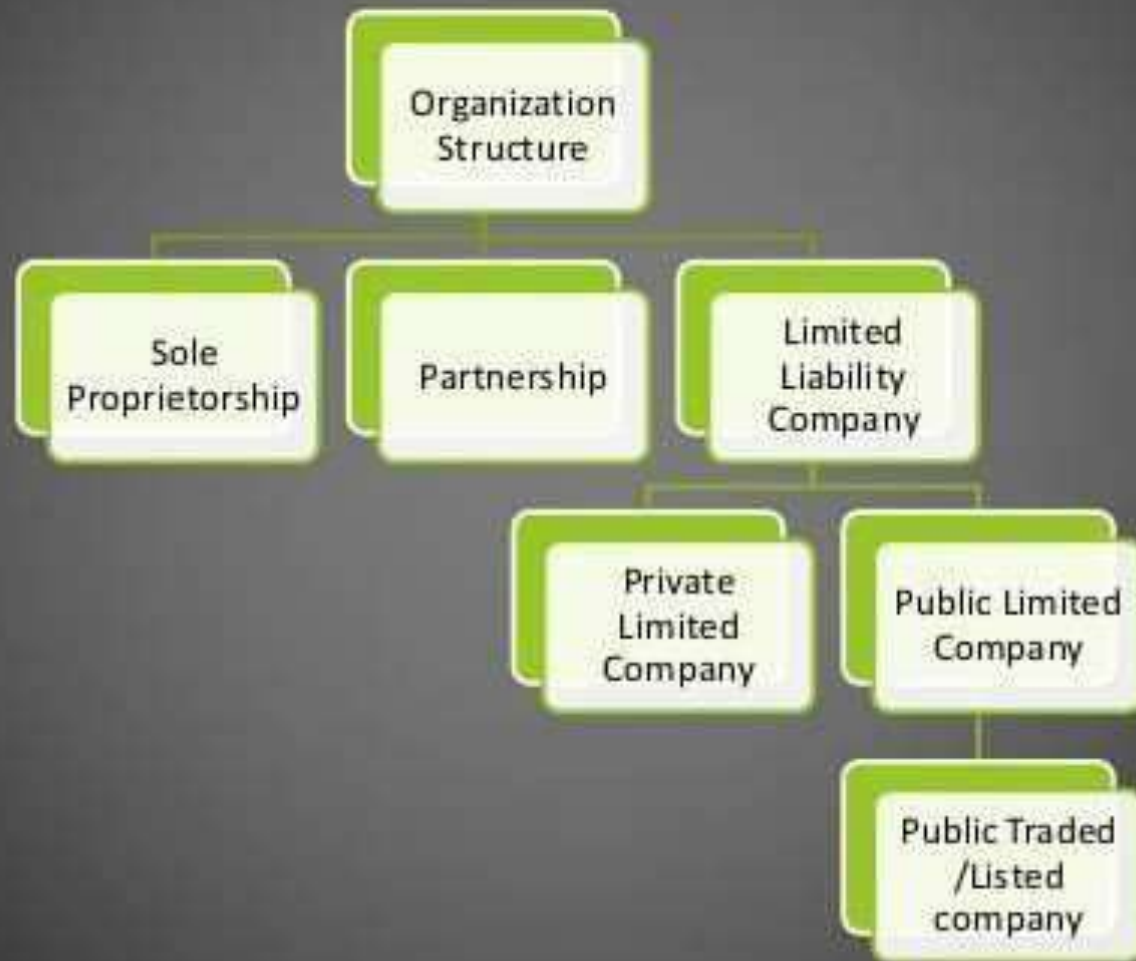 Organization
Structure
Sole
Proprietorship
Partnership
Limited
Liability
Company
Private
Limited
Company
Public Limited
Company
Public Traded
/Listed
company